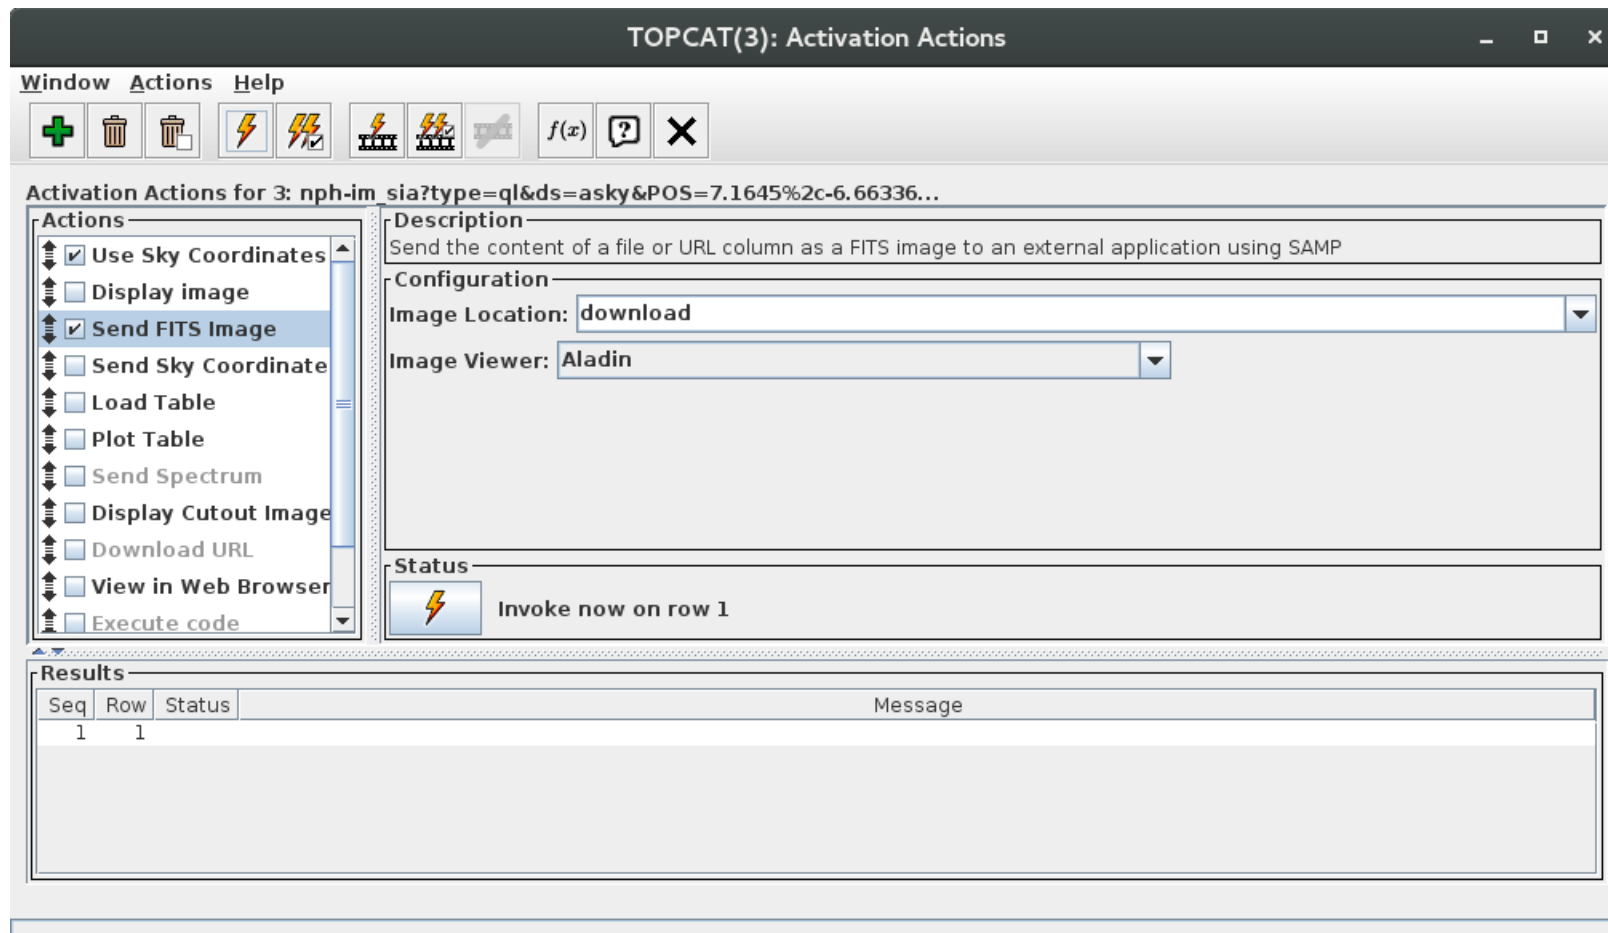 TOPCAT(3): Activation Actions
Window Actions Help
f(x)
Activation Actions for 3: nph-im_sia?type=ql&ds=asky&POS=7.1645%2c-6.66336...
Actions
Use Sky Coordinates
Display image
Send FITS Image
Send Sky Coordinate
Load Table
Plot Table
Send Spectrum
Display Cutout Image
Download URL
View in Web Browser
Execute code
Description
Send the content of a file or URL column as a FITS image to an external application using SAMP
Configuration
Image Location: download
Image Viewer: Aladin
Status
Invoke now on row 1
Results
Seq Row Status Message
1 1